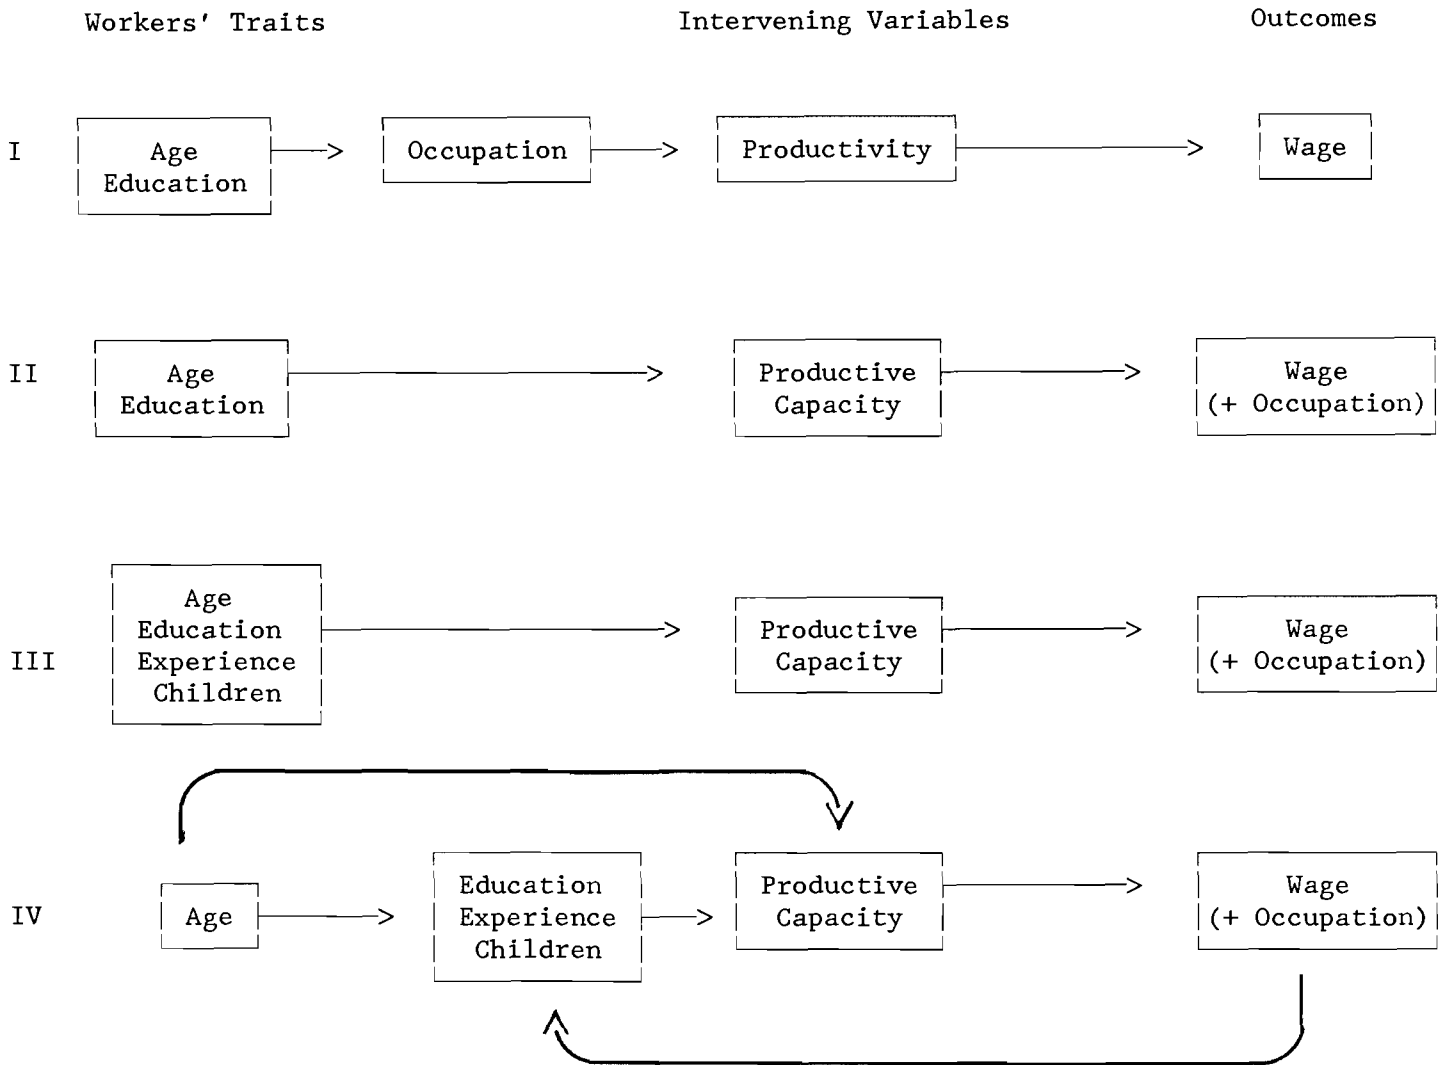 Workers' Traits
Intervening Variables
Outcomes
I
Age
Education
Occupation
Productivity
Wage
II
Age
Education
Productive
Capacity
Wage
(+ Occupation)
III
Age
Education
Experience
Children
Productive
Capacity
Wage
(+ Occupation)
IV
Age
Education
Experience
Children
Productive
Capacity
Wage
(+ Occupation)